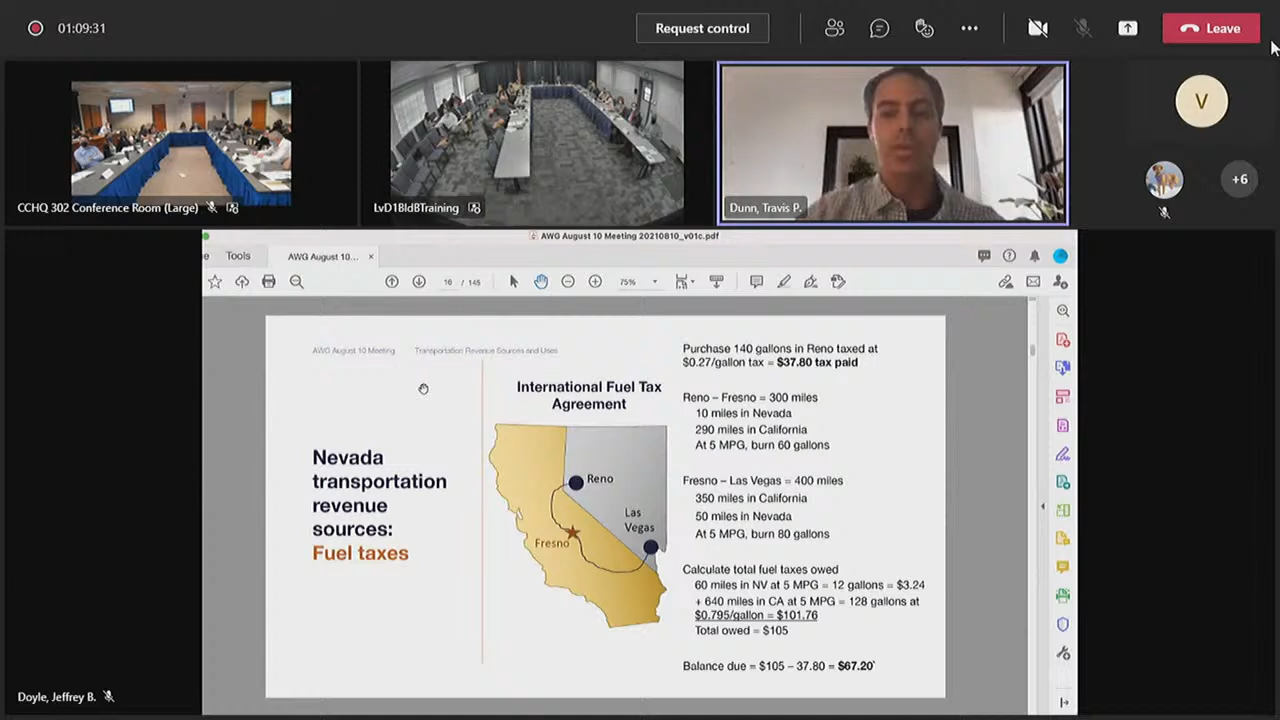 01:09:31
Request control
Leave
CCHQ 302 Conference Room (Large)
LvD1BldBTraining
Dunn, Travis P.
V
+6
AWG August 10 Meeting 20210810_v01c.pdf
e Tools
AWG August 10... ×
16 / 145
75%
AWG August 10 Meeting Transportation Revenue Sources and Uses
Nevada
transportation
revenue
sources:
Fuel taxes
International Fuel Tax
Agreement
Reno
Las
Vegas
Fresno
Purchase 140 gallons in Reno taxed at
$0.27/gallon tax = $37.80 tax paid
Reno – Fresno = 300 miles
10 miles in Nevada
290 miles in California
At 5 MPG, burn 60 gallons
Fresno – Las Vegas = 400 miles
350 miles in California
50 miles in Nevada
At 5 MPG, burn 80 gallons
Calculate total fuel taxes owed
60 miles in NV at 5 MPG = 12 gallons = $3.24
+ 640 miles in CA at 5 MPG = 128 gallons at
$0.795/gallon = $101.76
Total owed = $105
Balance due = $105 – 37.80 = $67.20`
Doyle, Jeffrey B.